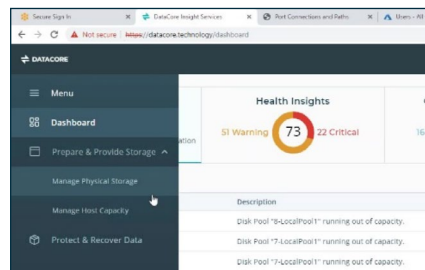 Secure Sign In
DataCore Insight Services
Port Connections and Paths
Users - All
Not secure https://datacore.technology/dashboard
DATACORE
Menu
Dashboard
Prepare & Provide Storage
Manage Physical Storage
Manage Host Capacity
Protect & Recover Data
ation
Health Insights
51 Warning
73
22 Critical
16
Description
Disk Pool "8-LocalPool1" running out of capacity.
Disk Pool "7-LocalPool1" running out of capacity.
Disk Pool "7-LocalPool1" running out of capacity.